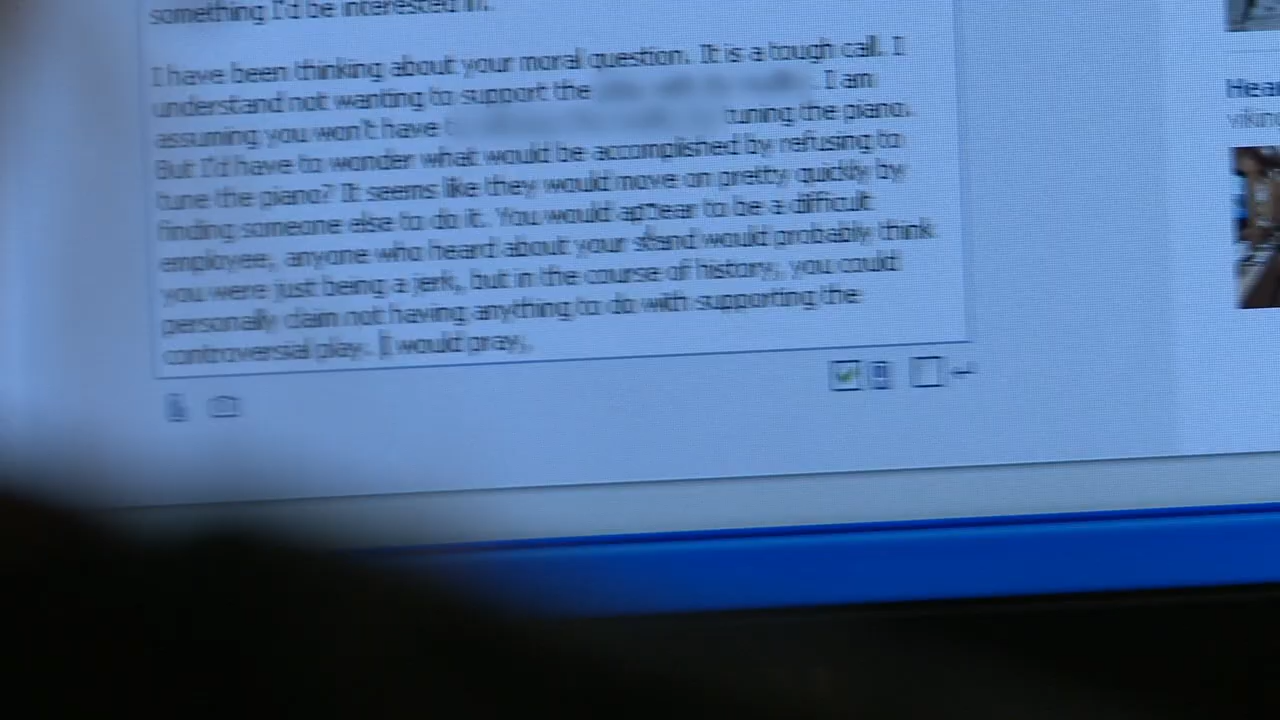 something I'd be interested in.
I have been thinking about your moral question. It is a tough call. I
understand not wanting to support the I am
assuming you won't have tuning the piano.
But I'd have to wonder what would be accomplished by refusing to
tune the piano? It seems like they would move on pretty quickly by
finding someone else to do it. You would appear to be a difficult
employee, anyone who heard about your stand would probably think
you were just being a jerk, but in the course of history, you could
personally claim not having anything to do with supporting the
controversial play. I would pray,